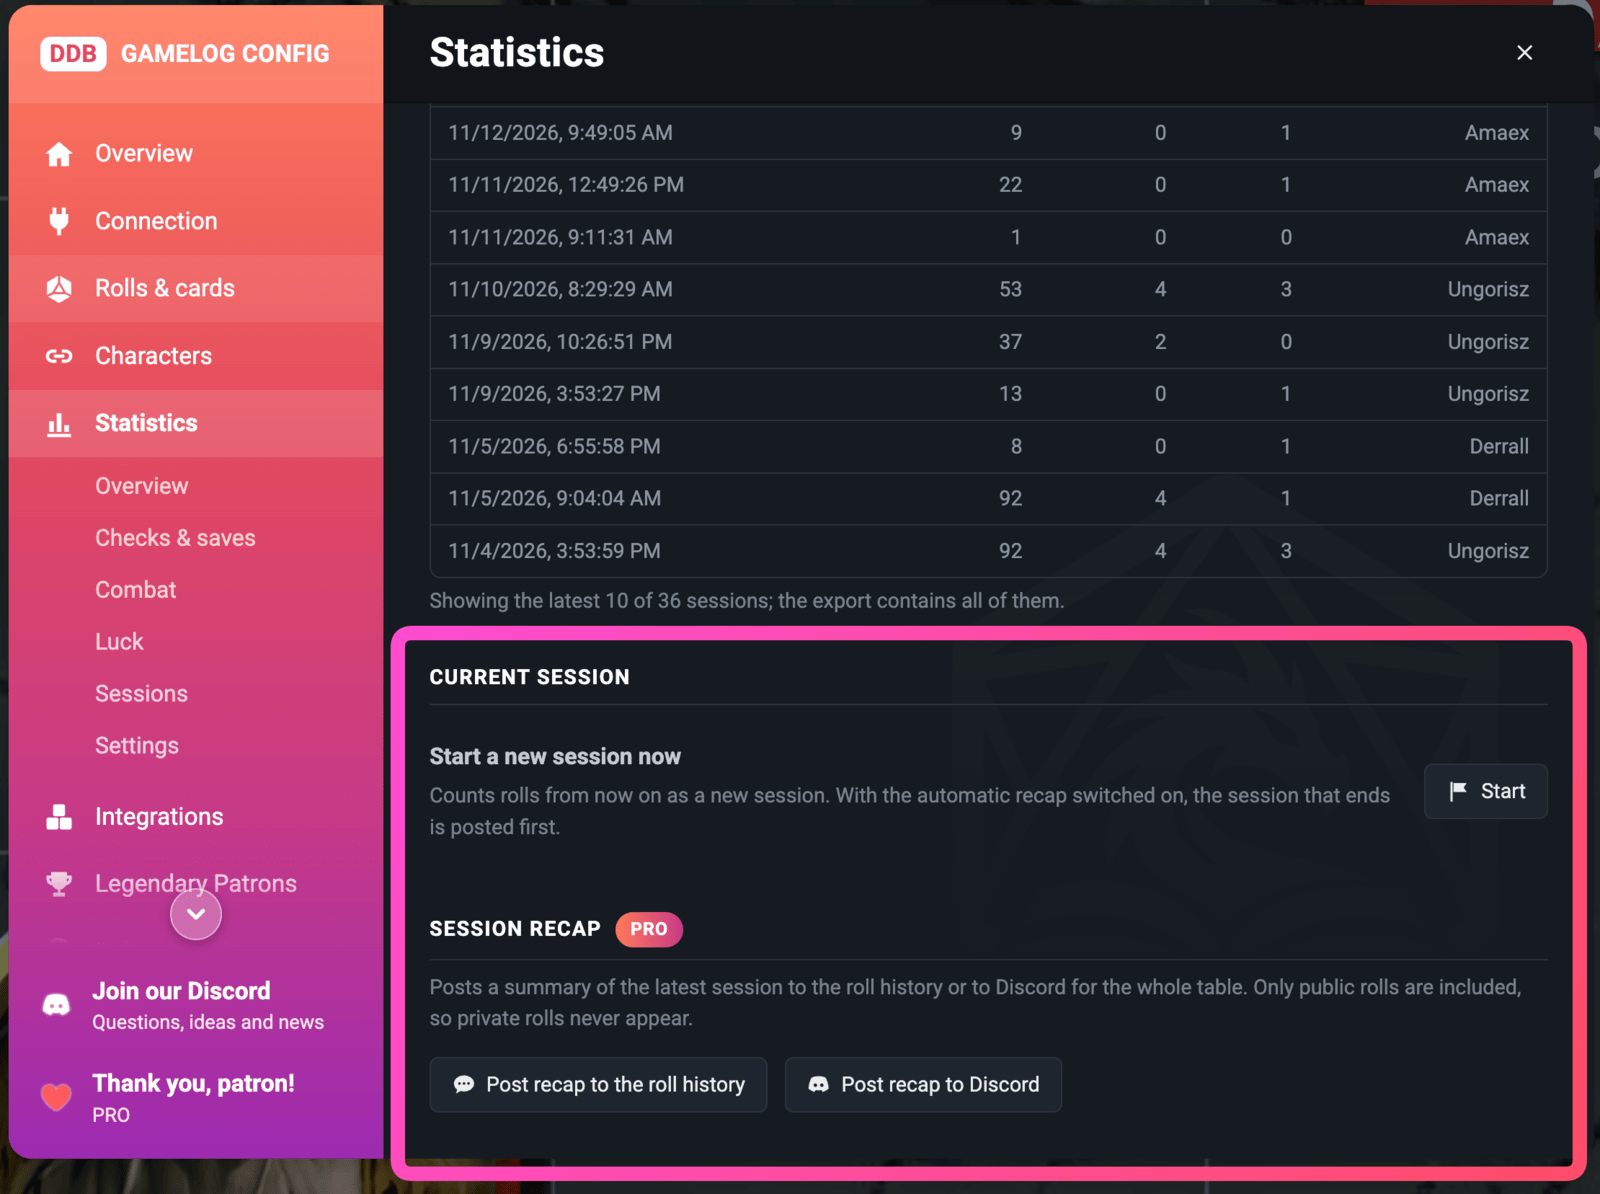 DDB GAMELOG CONFIG
Overview
Connection
Rolls & cards
Characters
Statistics
Overview
Checks & saves
Combat
Luck
Sessions
Settings
Integrations
Legendary Patrons
Join our Discord
Questions, ideas and news
Thank you, patron!
PRO
Statistics
11/12/2026, 9:49:05 AM 9 0 1 Amaex
11/11/2026, 12:49:26 PM 22 0 1 Amaex
11/11/2026, 9:11:31 AM 1 0 0 Amaex
11/10/2026, 8:29:29 AM 53 4 3 Ungorisz
11/9/2026, 10:26:51 PM 37 2 0 Ungorisz
11/9/2026, 3:53:27 PM 13 0 1 Ungorisz
11/5/2026, 6:55:58 PM 8 0 1 Derrall
11/5/2026, 9:04:04 AM 92 4 1 Derrall
11/4/2026, 3:53:59 PM 92 4 3 Ungorisz
Showing the latest 10 of 36 sessions; the export contains all of them.
CURRENT SESSION
Start a new session now
Counts rolls from now on as a new session. With the automatic recap switched on, the session that ends
is posted first.
Start
SESSION RECAP PRO
Posts a summary of the latest session to the roll history or to Discord for the whole table. Only public rolls are included,
so private rolls never appear.
Post recap to the roll history
Post recap to Discord